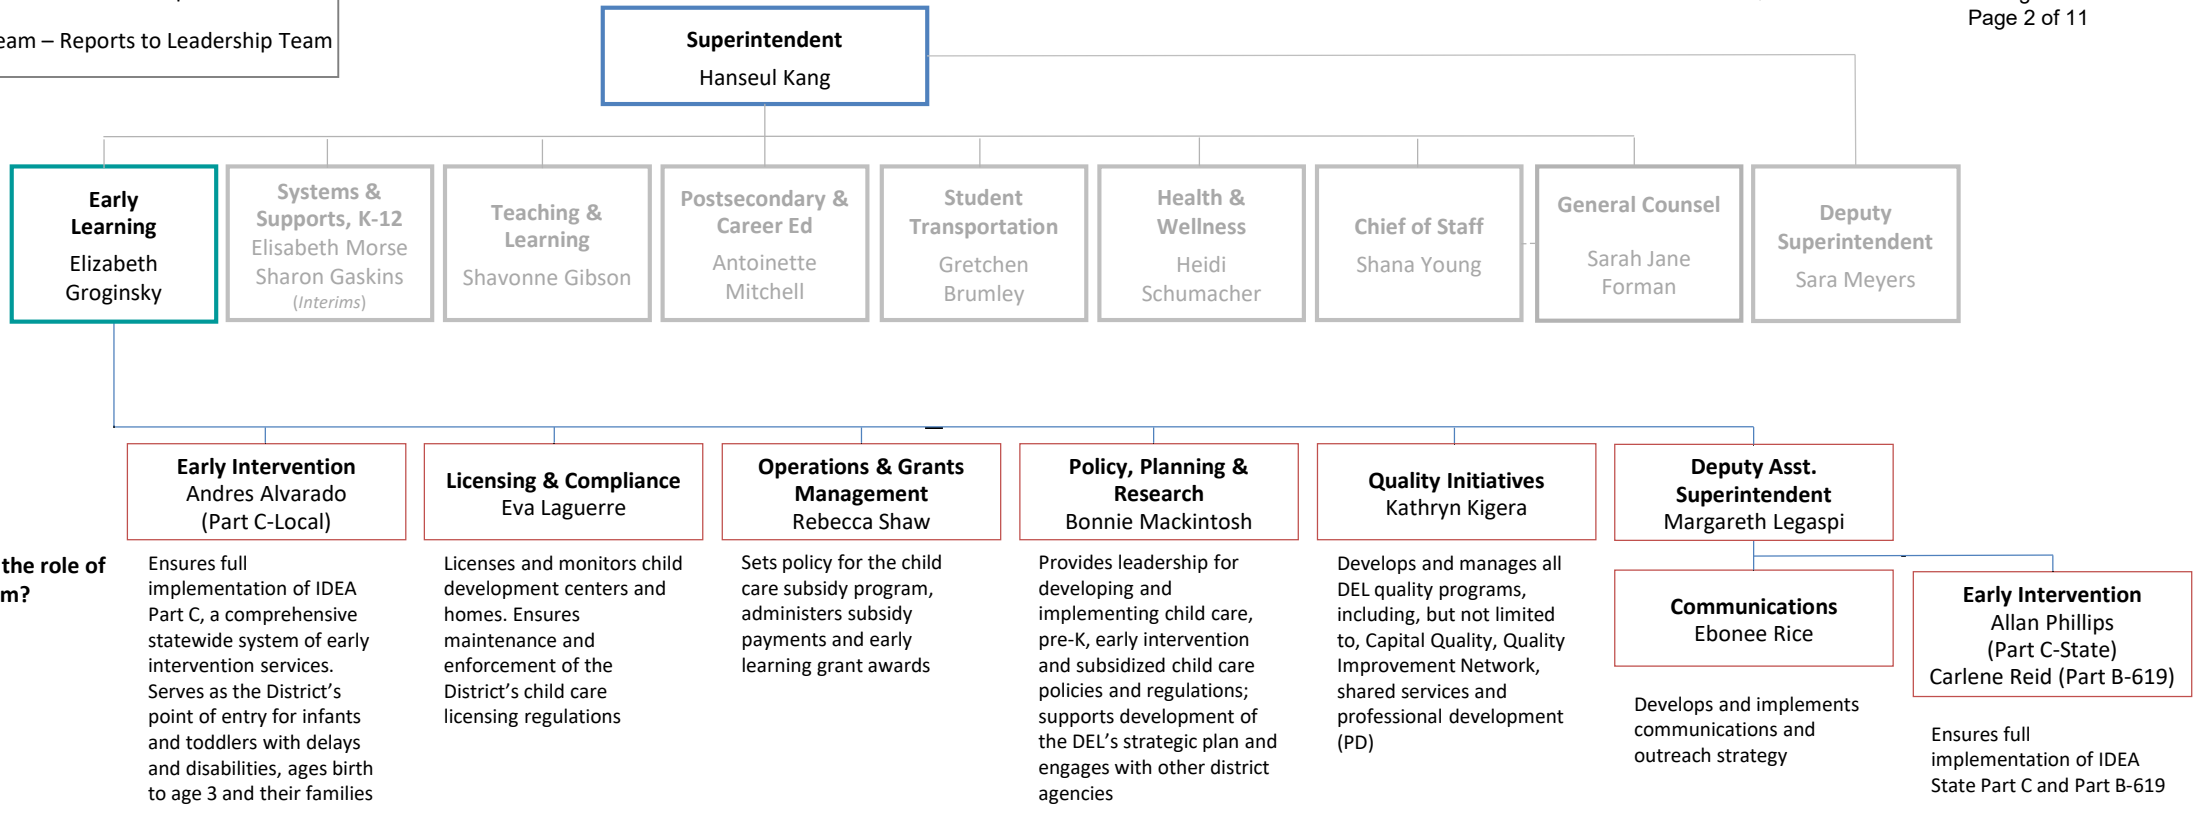 Page 2 of 11
eam – Reports to Leadership Team
Superintendent
Hanseul Kang
Early
Learning
Elizabeth
Groginsky
Systems &
Supports, K-12
Elisabeth Morse
Sharon Gaskins
(Interims)
Teaching &
Learning
Shavonne Gibson
Postsecondary &
Career Ed
Antoinette
Mitchell
Student
Transportation
Gretchen
Brumley
Health &
Wellness
Heidi
Schumacher
Chief of Staff
Shana Young
General Counsel
Sarah Jane
Forman
Deputy
Superintendent
Sara Meyers
Early Intervention
Andres Alvarado
(Part C-Local)
Licensing & Compliance
Eva Laguerre
Operations & Grants
Management
Rebecca Shaw
Policy, Planning &
Research
Bonnie Mackintosh
Quality Initiatives
Kathryn Kigera
Deputy Asst.
Superintendent
Margareth Legaspi
the role of
m?
Ensures full
implementation of IDEA
Part C, a comprehensive
statewide system of early
intervention services.
Serves as the District's
point of entry for infants
and toddlers with delays
and disabilities, ages birth
to age 3 and their families
Licenses and monitors child
development centers and
homes. Ensures
maintenance and
enforcement of the
District's child care
licensing regulations
Sets policy for the child
care subsidy program,
administers subsidy
payments and early
learning grant awards
Provides leadership for
developing and
implementing child care,
pre-K, early intervention
and subsidized child care
policies and regulations;
supports development of
the DEL's strategic plan and
engages with other district
agencies
Develops and manages all
DEL quality programs,
including, but not limited
to, Capital Quality, Quality
Improvement Network,
shared services and
professional development
(PD)
Communications
Ebonee Rice
Develops and implements
communications and
outreach strategy
Early Intervention
Allan Phillips
(Part C-State)
Carlene Reid (Part B-619)
Ensures full
implementation of IDEA
State Part C and Part B-619